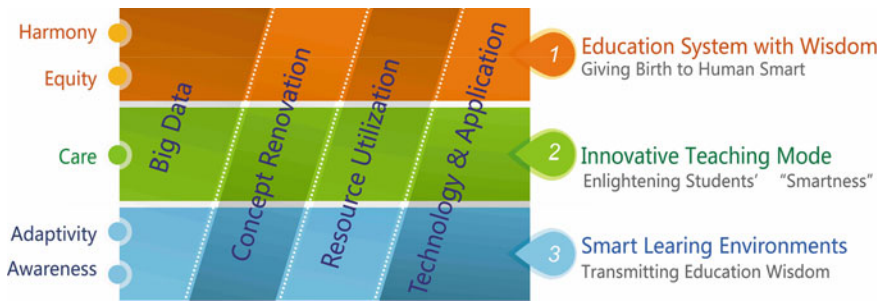 Harmony
Equity
Care
Adaptivity
Awareness
Big Data
Concept Renovation
Resource Utilization
Technology & Application
1
Education System with Wisdom
Giving Birth to Human Smart
2
Innovative Teaching Mode
Enlightening Students’ “Smartness”
3
Smart Learing Environments
Transmitting Education Wisdom